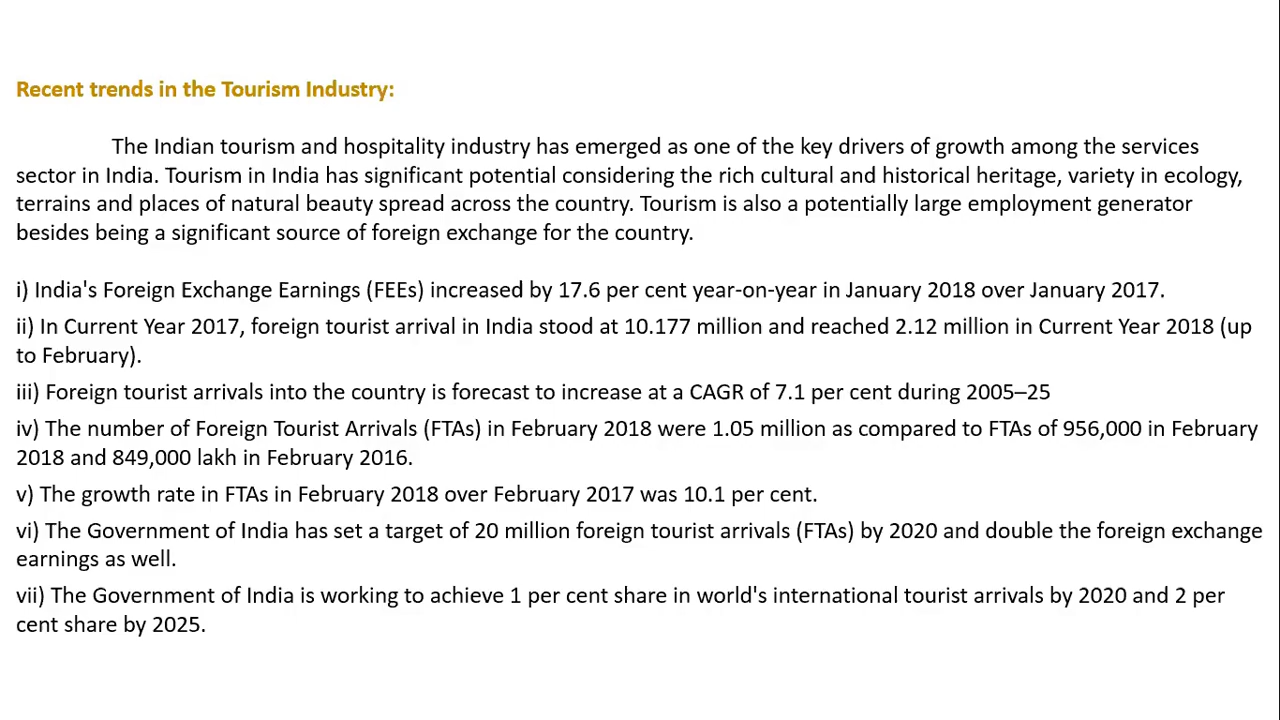 Recent trends in the Tourism Industry:
The Indian tourism and hospitality industry has emerged as one of the key drivers of growth among the services
sector in India. Tourism in India has significant potential considering the rich cultural and historical heritage, variety in ecology,
terrains and places of natural beauty spread across the country. Tourism is also a potentially large employment generator
besides being a significant source of foreign exchange for the country.
i) India's Foreign Exchange Earnings (FEEs) increased by 17.6 per cent year-on-year in January 2018 over January 2017.
ii) In Current Year 2017, foreign tourist arrival in India stood at 10.177 million and reached 2.12 million in Current Year 2018 (up
to February).
iii) Foreign tourist arrivals into the country is forecast to increase at a CAGR of 7.1 per cent during 2005–25
iv) The number of Foreign Tourist Arrivals (FTAs) in February 2018 were 1.05 million as compared to FTAs of 956,000 in February
2018 and 849,000 lakh in February 2016.
v) The growth rate in FTAs in February 2018 over February 2017 was 10.1 per cent.
vi) The Government of India has set a target of 20 million foreign tourist arrivals (FTAs) by 2020 and double the foreign exchange
earnings as well.
vii) The Government of India is working to achieve 1 per cent share in world's international tourist arrivals by 2020 and 2 per
cent share by 2025.